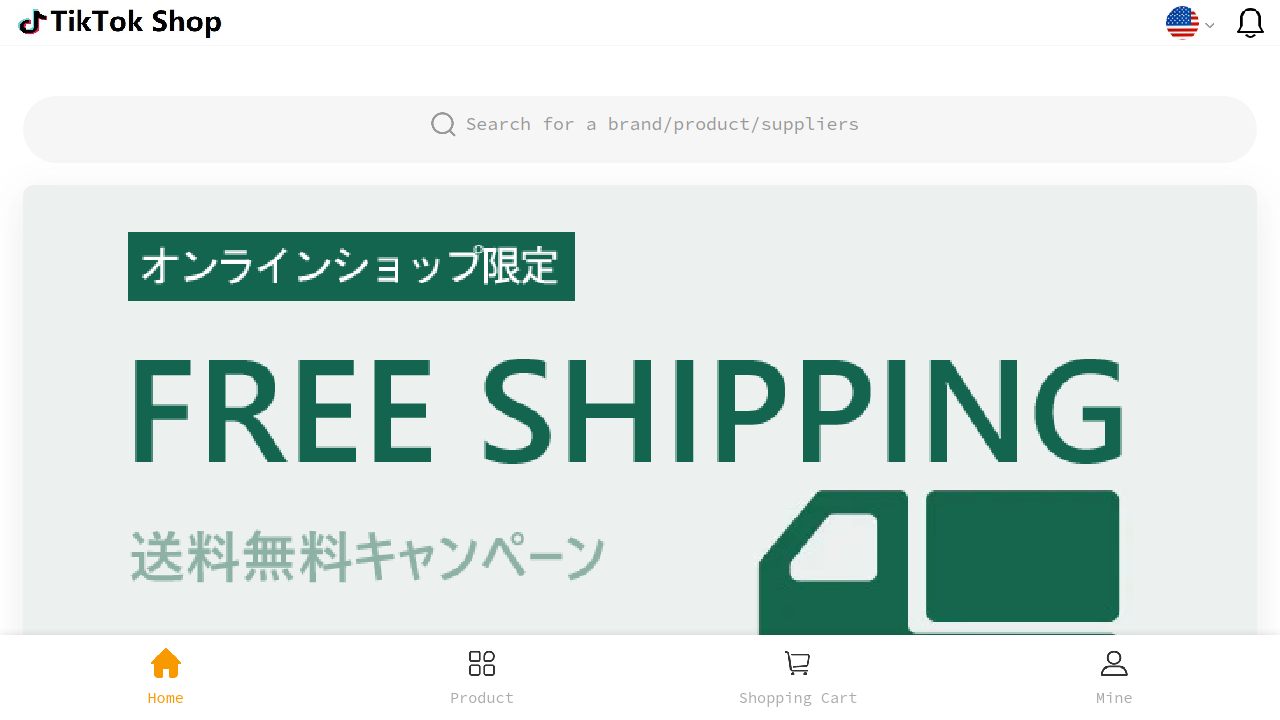 TikTok Shop
Search for a brand/product/suppliers
オンラインショップ限定
FREE SHIPPING
送料無料キャンペーン
Home
Product
Shopping Cart
Mine